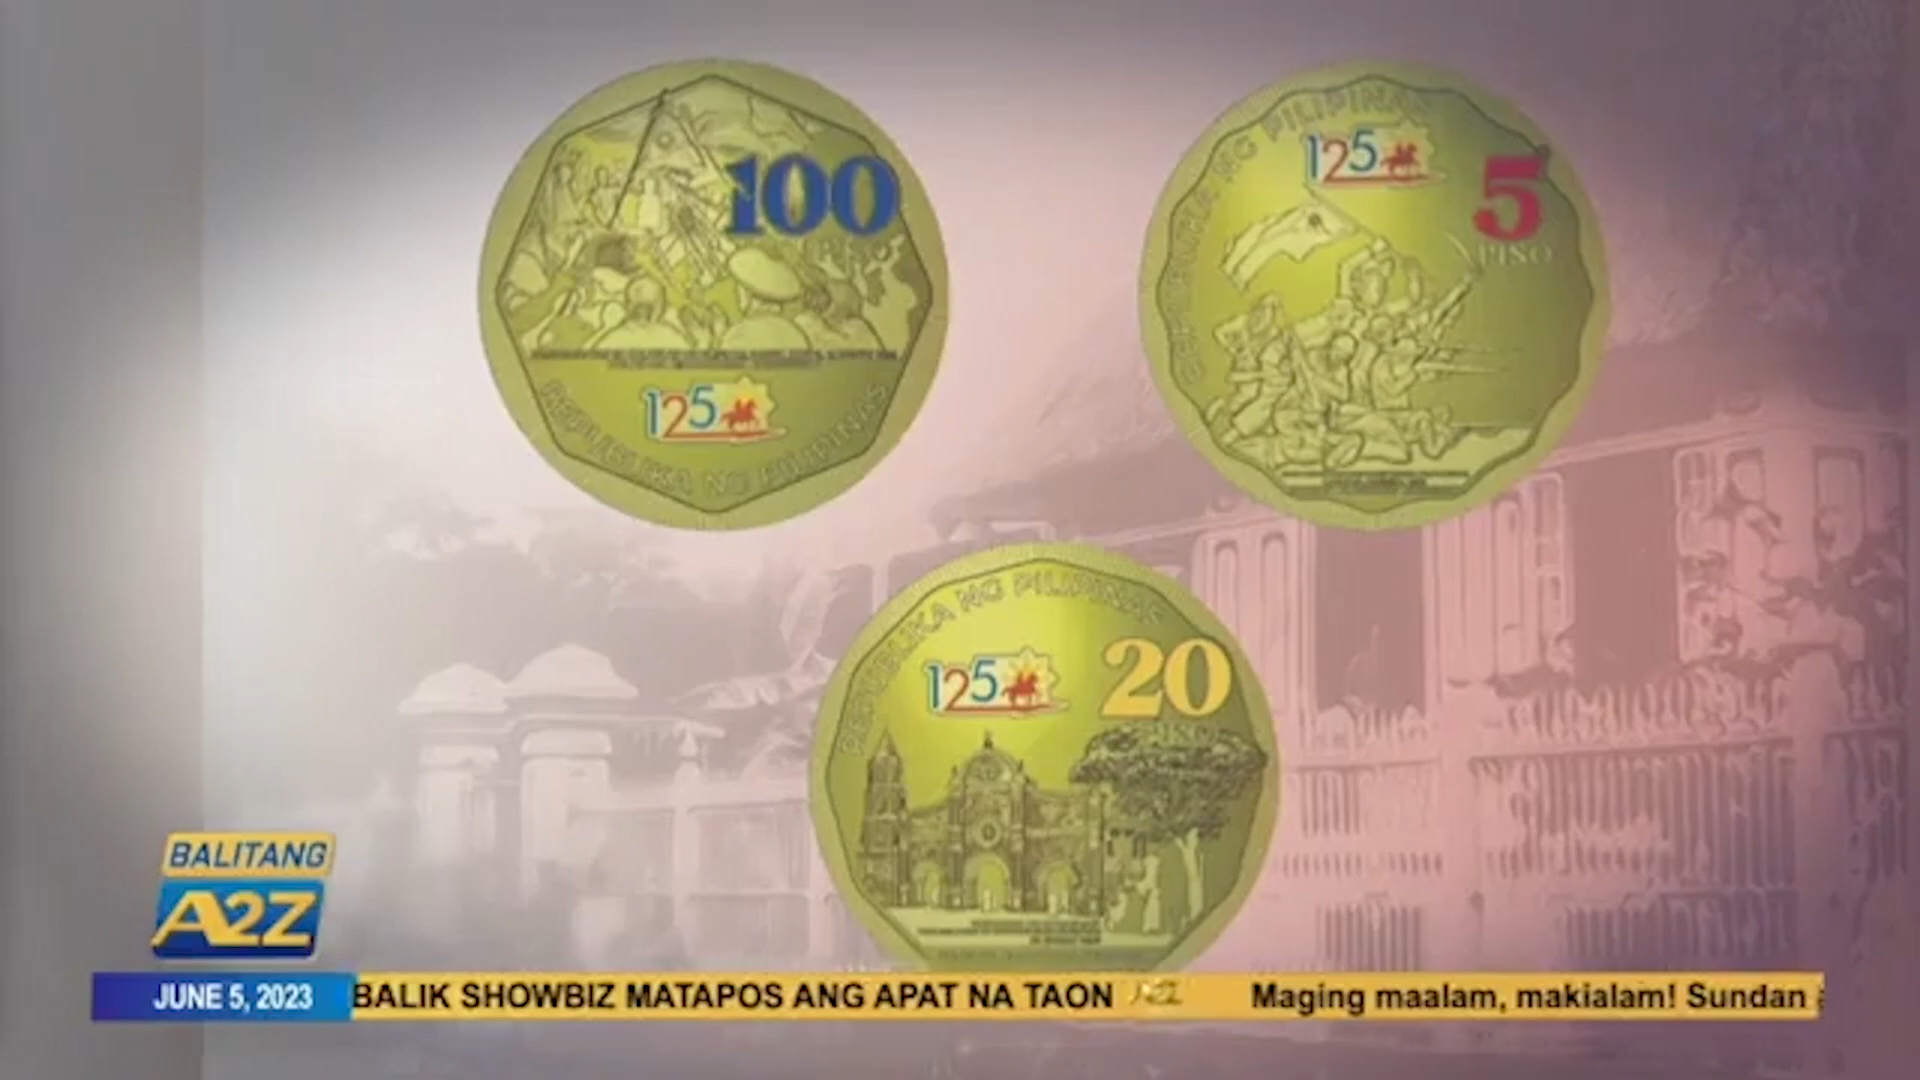 100
125
REPUBLIKA NG PILIPINAS
REPUBLIKA NG PILIPINAS
125
5
PISO
REPUBLIKA NG PILIPINAS
125
20
PISO
BALITANG
A2Z
JUNE 5, 2023
BALIK SHOWBIZ MATAPOS ANG APAT NA TAON A2Z Maging maalam, makialam! Sundan